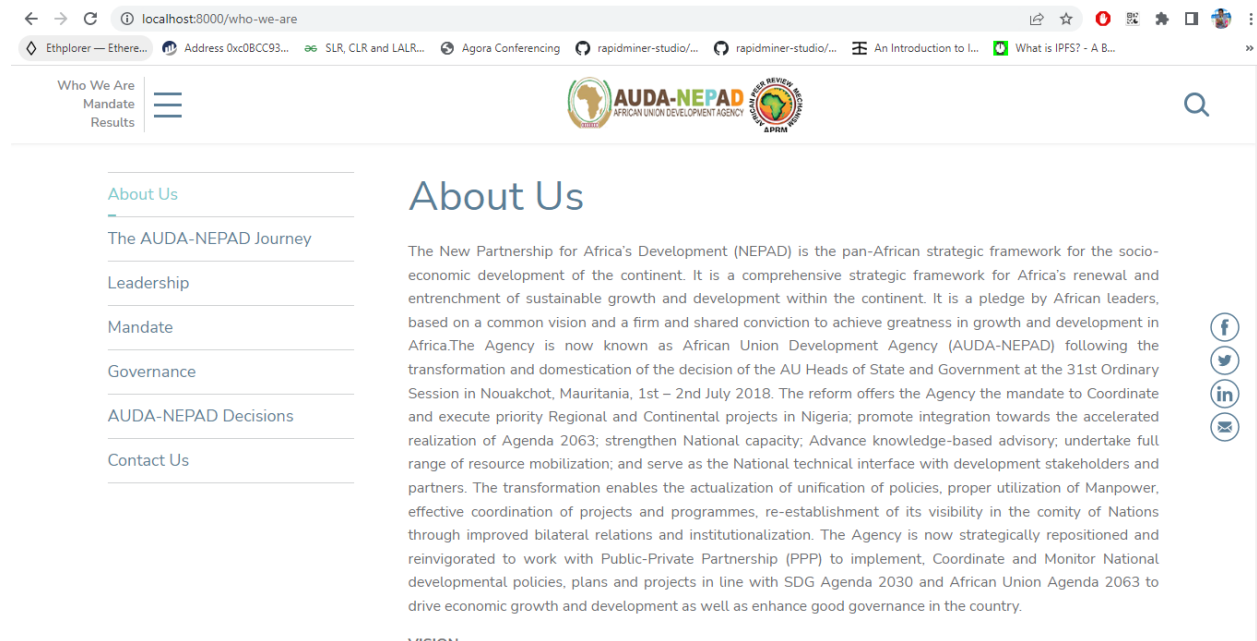 localhost:8000/who-we-are
Ethplorer — Ethere...
Address 0xc0BCC93...
SLR, CLR and LALR...
Agora Conferencing
rapidminer-studio/...
rapidminer-studio/...
An Introduction to I...
What is IPFS? - A B...
»
Who We Are
Mandate
Results
AUDA-NEPAD
AFRICAN UNION DEVELOPMENT AGENCY
AFRICAN PEER REVIEW MECHANISM
APRM
About Us
The AUDA-NEPAD Journey
Leadership
Mandate
Governance
AUDA-NEPAD Decisions
Contact Us
About Us
The New Partnership for Africa’s Development (NEPAD) is the pan-African strategic framework for the socio-
economic development of the continent. It is a comprehensive strategic framework for Africa’s renewal and
entrenchment of sustainable growth and development within the continent. It is a pledge by African leaders,
based on a common vision and a firm and shared conviction to achieve greatness in growth and development in
Africa.The Agency is now known as African Union Development Agency (AUDA-NEPAD) following the
transformation and domestication of the decision of the AU Heads of State and Government at the 31st Ordinary
Session in Nouakchot, Mauritania, 1st – 2nd July 2018. The reform offers the Agency the mandate to Coordinate
and execute priority Regional and Continental projects in Nigeria; promote integration towards the accelerated
realization of Agenda 2063; strengthen National capacity; Advance knowledge-based advisory; undertake full
range of resource mobilization; and serve as the National technical interface with development stakeholders and
partners. The transformation enables the actualization of unification of policies, proper utilization of Manpower,
effective coordination of projects and programmes, re-establishment of its visibility in the comity of Nations
through improved bilateral relations and institutionalization. The Agency is now strategically repositioned and
reinvigorated to work with Public-Private Partnership (PPP) to implement, Coordinate and Monitor National
developmental policies, plans and projects in line with SDG Agenda 2030 and African Union Agenda 2063 to
drive economic growth and development as well as enhance good governance in the country.
VISION